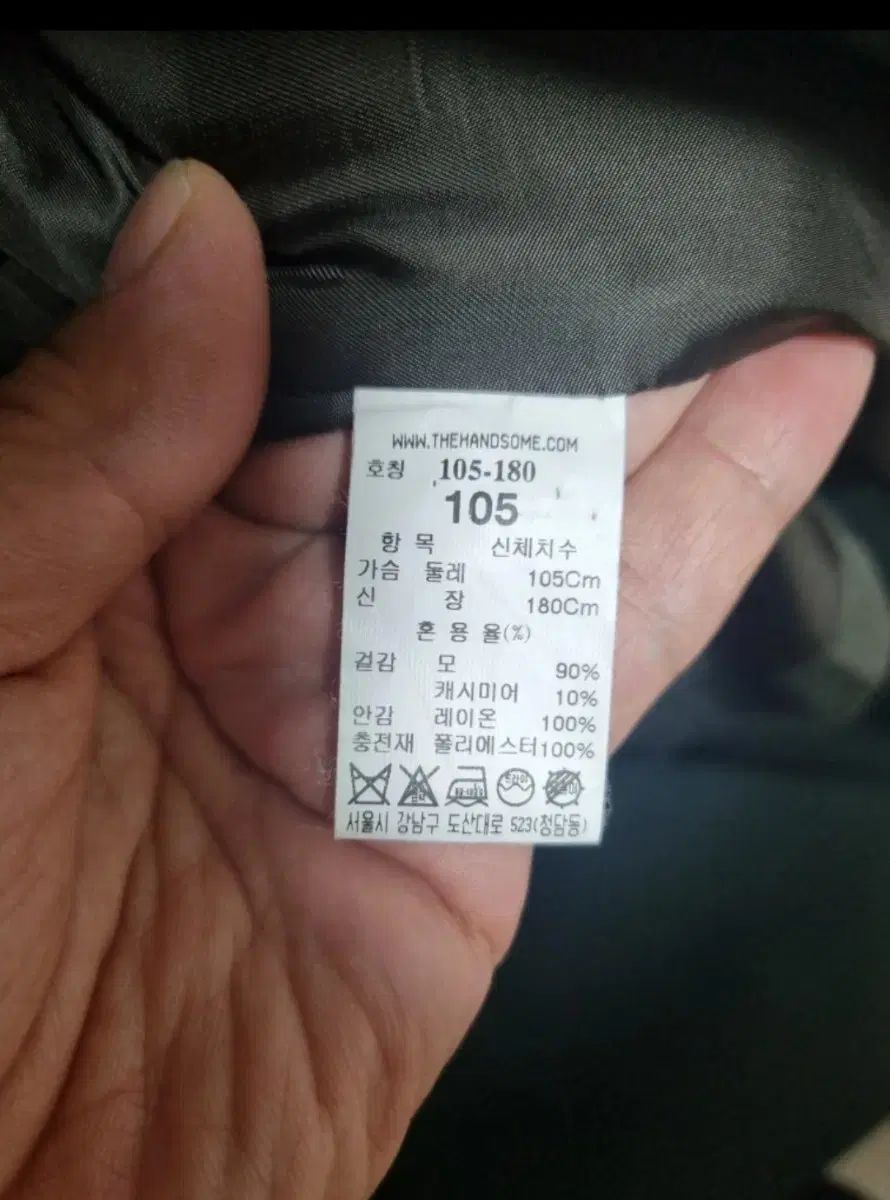 WWW.THEHANDSOME.COM
호칭 105-180
105
항 목 신체치수
가슴 둘레 105Cm
신 장 180Cm
혼 용 율(%)
겉감 모 90%
캐시미어 10%
안감 레이온 100%
충전재 폴리에스터100%
드라이
서울시 강남구 도산대로 523(청담동)